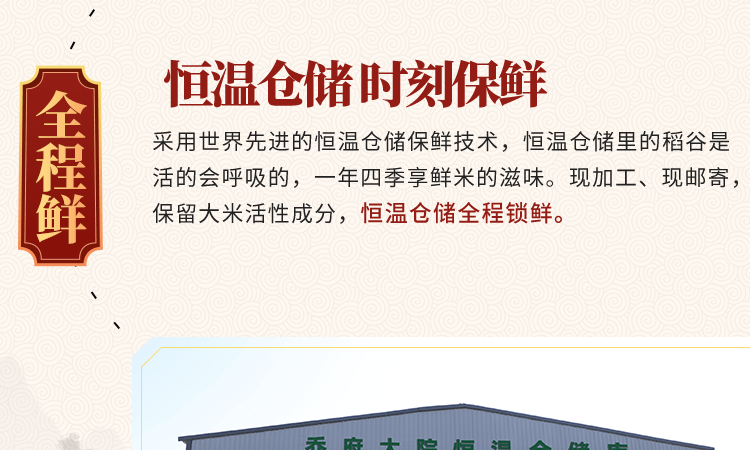 全程鲜
恒温仓储 时刻保鲜
采用世界先进的恒温仓储保鲜技术，恒温仓储里的稻谷是
活的会呼吸的，一年四季享鲜米的滋味。现加工、现邮寄，
保留大米活性成分，恒温仓储全程锁鲜。
乔府大院恒温仓储库